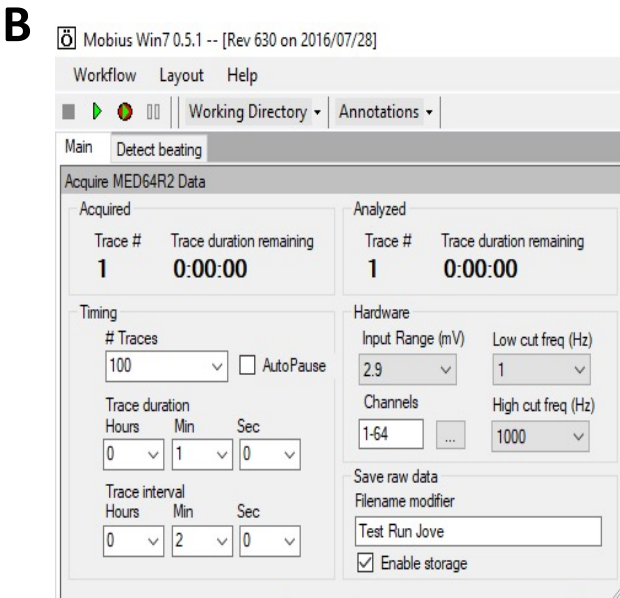 B
Ö Mobius Win7 0.5.1 -- [Rev 630 on 2016/07/28]
Workflow Layout Help
Working Directory Annotations
Main Detect beating
Acquire MED64R2 Data
Acquired
Trace # Trace duration remaining
1 0:00:00
Analyzed
Trace # Trace duration remaining
1 0:00:00
Timing
# Traces
100 AutoPause
Trace duration
Hours Min Sec
0 1 0
Trace interval
Hours Min Sec
0 2 0
Hardware
Input Range (mV) Low cut freq (Hz)
2.9 1
Channels High cut freq (Hz)
1-64 ... 1000
Save raw data
Filename modifier
Test Run Jove
Enable storage